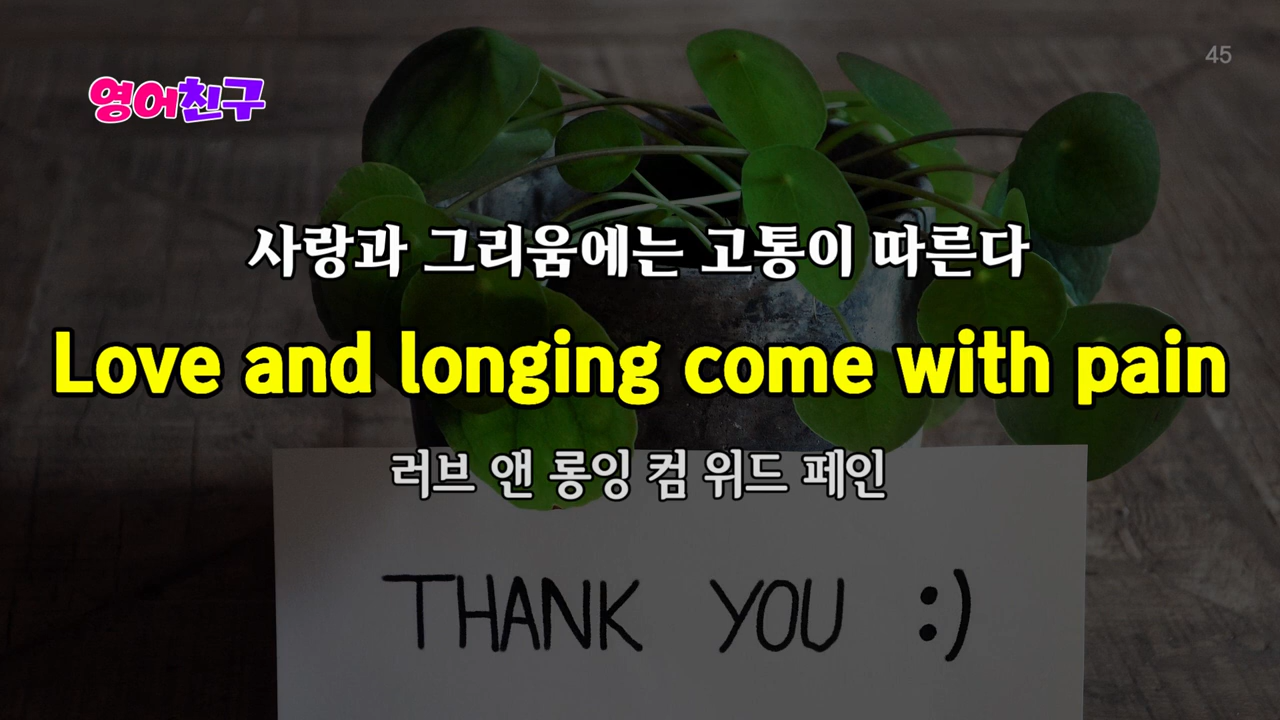 45
영어친구
사랑과 그리움에는 고통이 따른다
Love and longing come with pain
러브 앤 롱잉 컴 위드 페인
THANK YOU :)